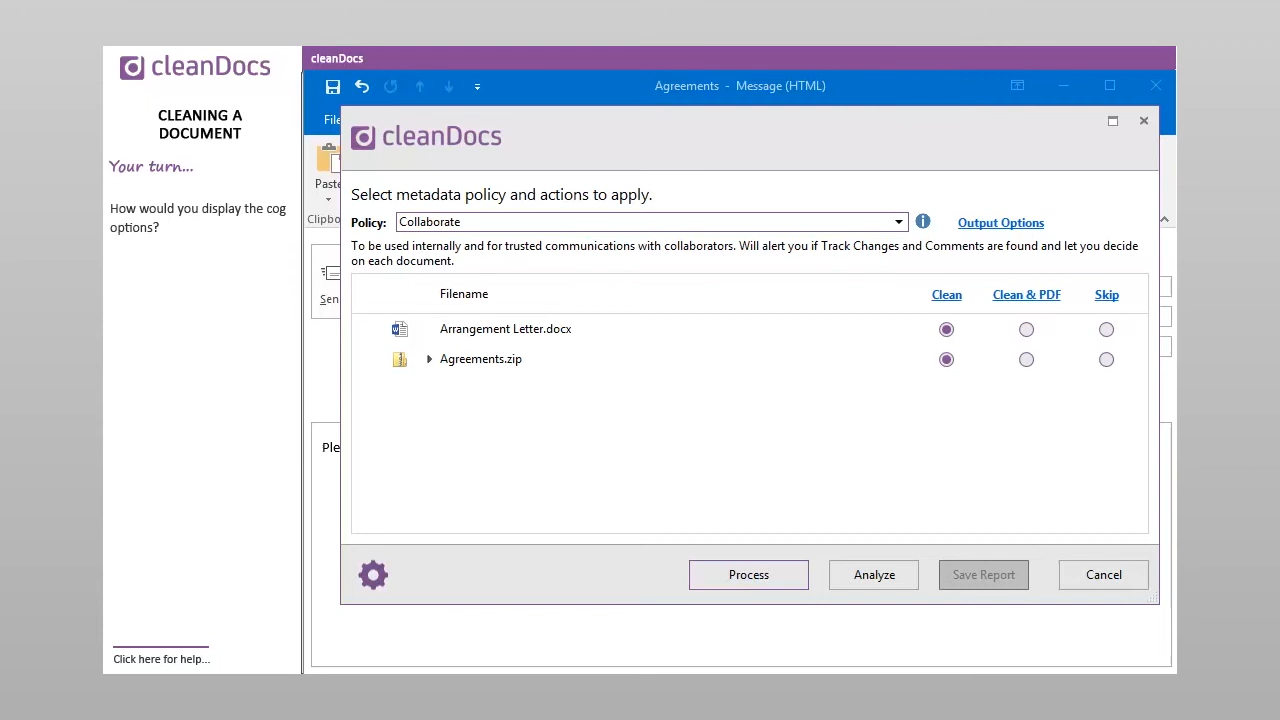 cleanDocs
CLEANING A
DOCUMENT
Your turn...
How would you display the cog
options?
Click here for help...
cleanDocs
Agreements - Message (HTML)
File
Paste
Clipbo
Sen
Ple
cleanDocs
Select metadata policy and actions to apply.
Policy: Collaborate Output Options
To be used internally and for trusted communications with collaborators. Will alert you if Track Changes and Comments are found and let you decide
on each document.
Filename Clean Clean & PDF Skip
Arrangement Letter.docx
Agreements.zip
Process Analyze Save Report Cancel